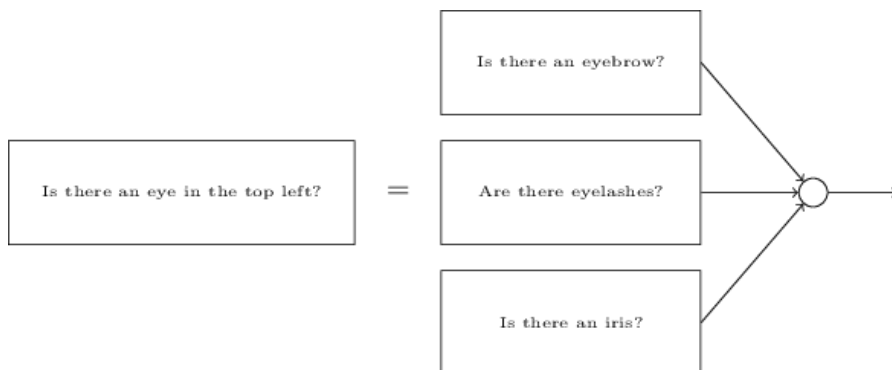 Is there an eyebrow?
Is there an eye in the top left?
=
Are there eyelashes?
Is there an iris?